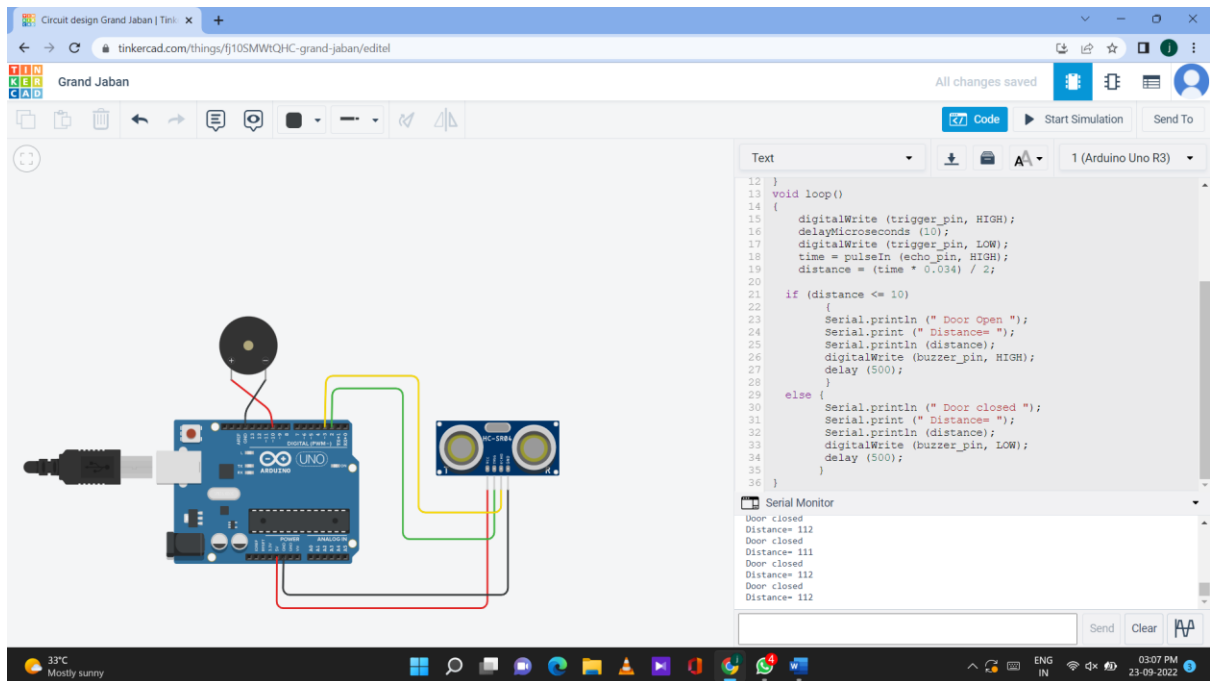 Circuit design Grand Jaban | Tink
tinkercad.com/things/fj10SMWtQHC-grand-jaban/editel
j
TIN
KER
CAD
Grand Jaban
All changes saved
Code
Start Simulation
Send To
Text
1 (Arduino Uno R3)
12 }
13 void loop()
14 {
15 digitalWrite (trigger_pin, HIGH);
16 delayMicroseconds (10);
17 digitalWrite (trigger_pin, LOW);
18 time = pulseIn (echo_pin, HIGH);
19 distance = (time * 0.034) / 2;
20
21 if (distance <= 10)
22 {
23 Serial.println (" Door Open ");
24 Serial.print (" Distance= ");
25 Serial.println (distance);
26 digitalWrite (buzzer_pin, HIGH);
27 delay (500);
28 }
29 else {
30 Serial.println (" Door closed ");
31 Serial.print (" Distance= ");
32 Serial.println (distance);
33 digitalWrite (buzzer_pin, LOW);
34 delay (500);
35 }
36 }
DIGITAL (PWM~)
UNO
ARDUINO
POWER
ANALOG IN
HC-SR04
Serial Monitor
Door closed
Distance= 112
Door closed
Distance= 111
Door closed
Distance= 112
Door closed
Distance= 112
Send
Clear
33°C
Mostly sunny
4
ENG
IN
03:07 PM
23-09-2022
3